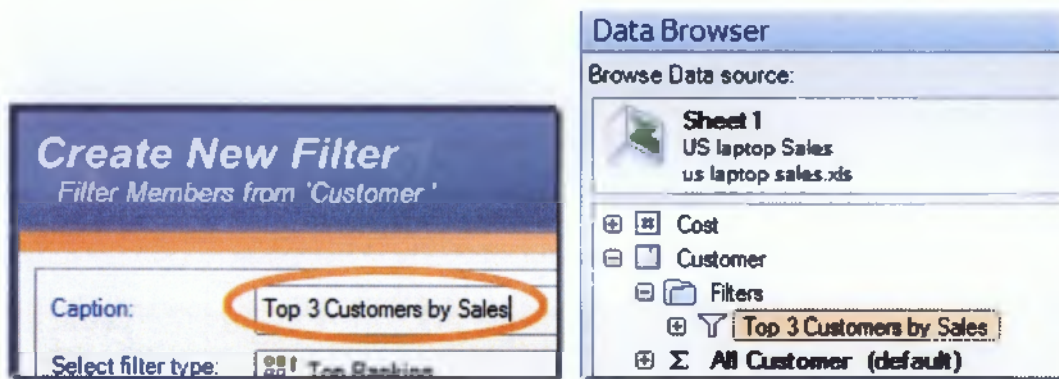 Create New Filter
Filter Members from 'Customer '
Caption:
Top 3 Customers by Sales
Select filter type:
Top Ranking
Data Browser
Browse Data source:
Sheet 1
US laptop Sales
us laptop sales.xls
Cost
Customer
Filters
Top 3 Customers by Sales
Σ All Customer (default)